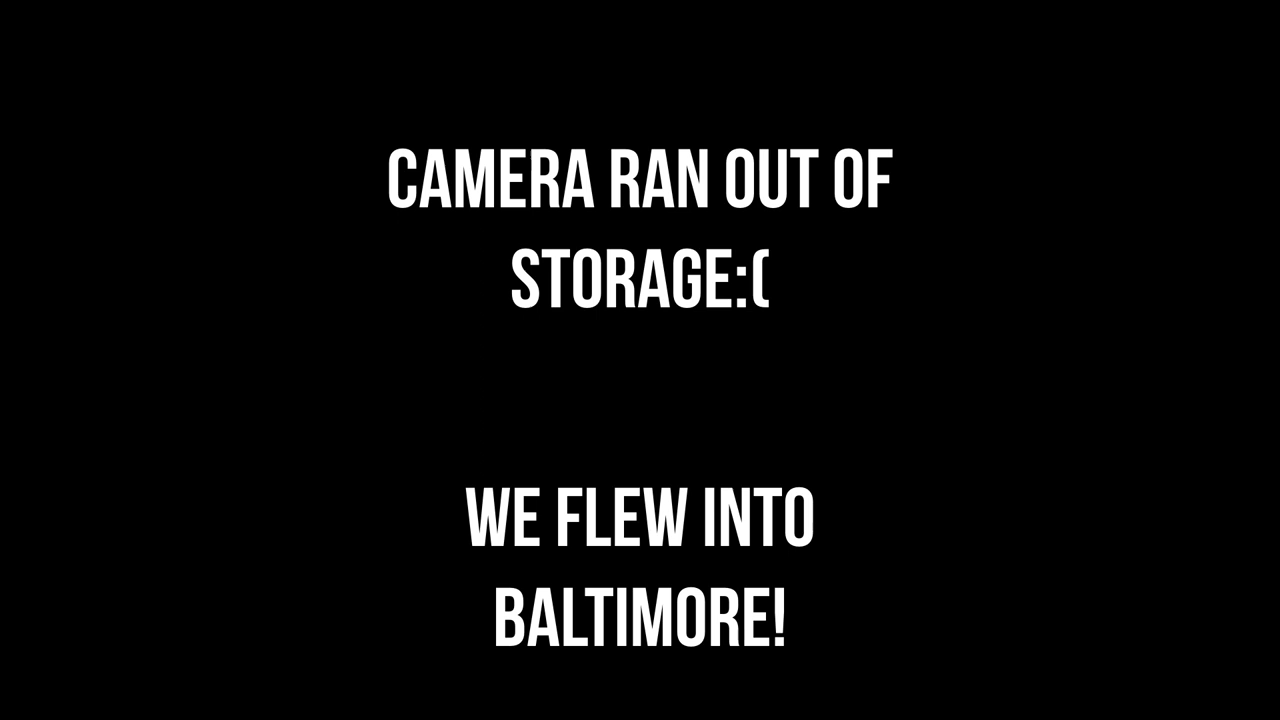 CAMERA RAN OUT OF
STORAGE:(
WE FLEW INTO
BALTIMORE!